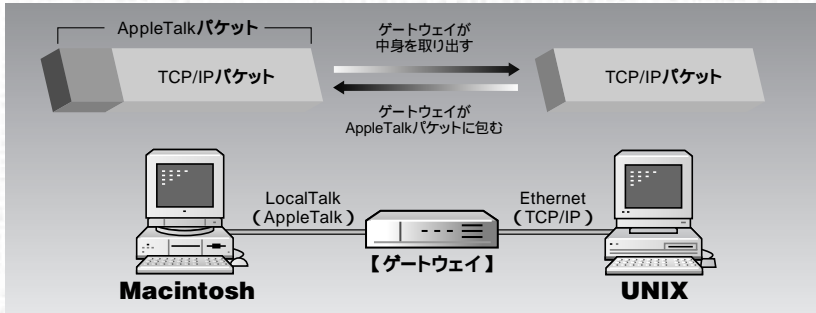 AppleTalkパケット
TCP/IPパケット
ゲートウェイが
中身を取り出す
ゲートウェイが
AppleTalkパケットに包む
TCP/IPパケット
LocalTalk
（AppleTalk）
Ethernet
（TCP/IP）
【ゲートウェイ】
Macintosh
UNIX